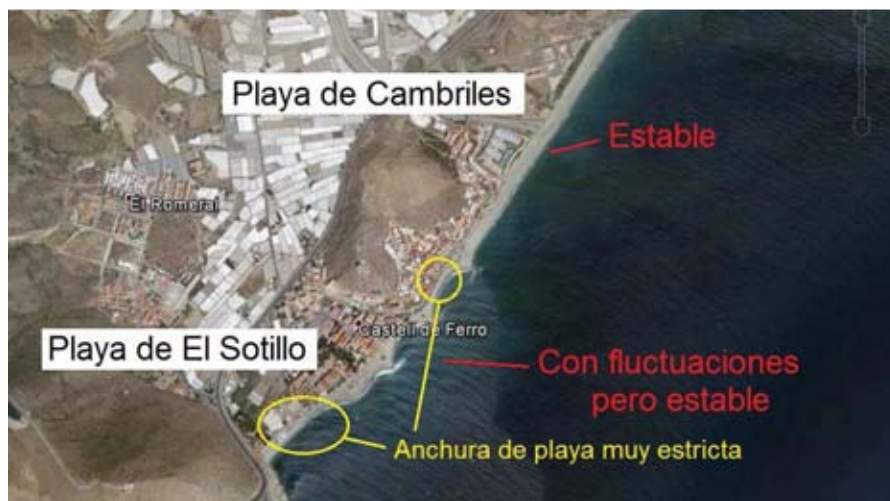 Playa de Cambriles
Estable
El Romeral
Castell de Ferro
Playa de El Sotillo
Con fluctuaciones
pero estable
Anchura de playa muy estricta